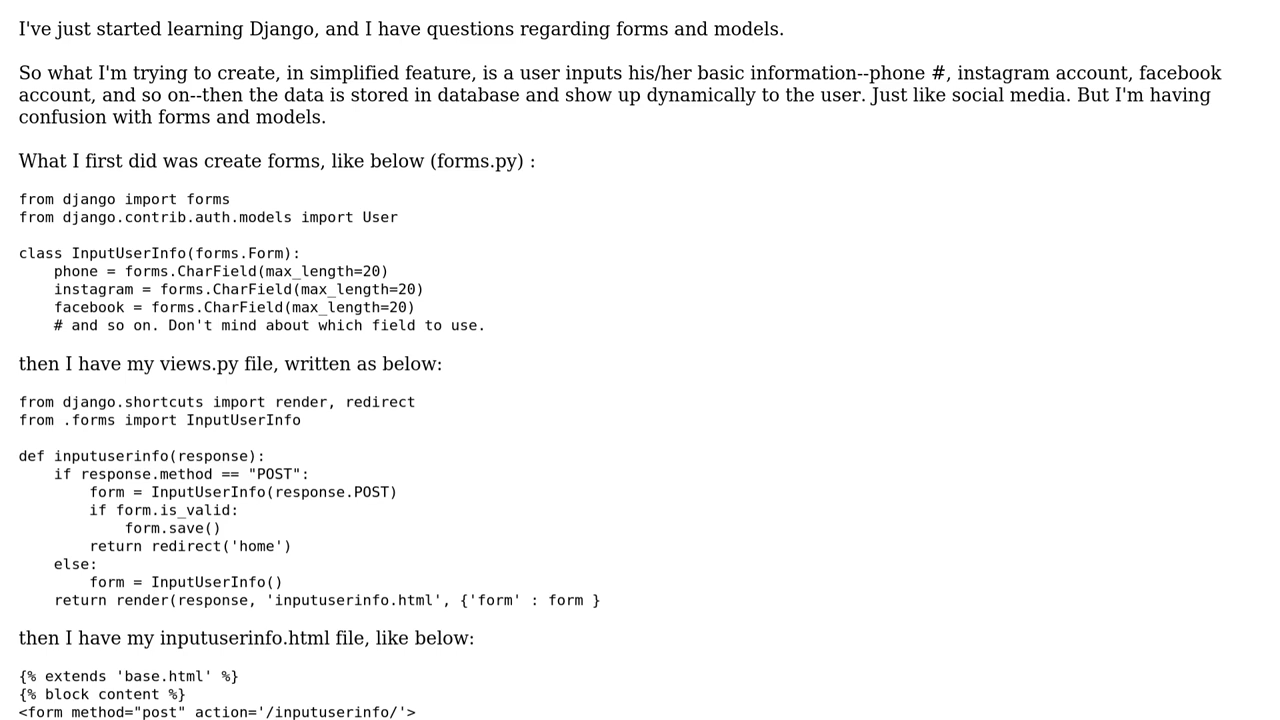 I've just started learning Django, and I have questions regarding forms and models.
So what I'm trying to create, in simplified feature, is a user inputs his/her basic information--phone #, instagram account, facebook
account, and so on--then the data is stored in database and show up dynamically to the user. Just like social media. But I'm having
confusion with forms and models.
What I first did was create forms, like below (forms.py) :
from django import forms
from django.contrib.auth.models import User
class InputUserInfo(forms.Form):
    phone = forms.CharField(max_length=20)
    instagram = forms.CharField(max_length=20)
    facebook = forms.CharField(max_length=20)
    # and so on. Don't mind about which field to use.
then I have my views.py file, written as below:
from django.shortcuts import render, redirect
from .forms import InputUserInfo
def inputuserinfo(response):
    if response.method == "POST":
        form = InputUserInfo(response.POST)
        if form.is_valid:
            form.save()
        return redirect('home')
    else:
        form = InputUserInfo()
    return render(response, 'inputuserinfo.html', {'form' : form }
then I have my inputuserinfo.html file, like below:
{% extends 'base.html' %}
{% block content %}
<form method="post" action='/inputuserinfo/'>